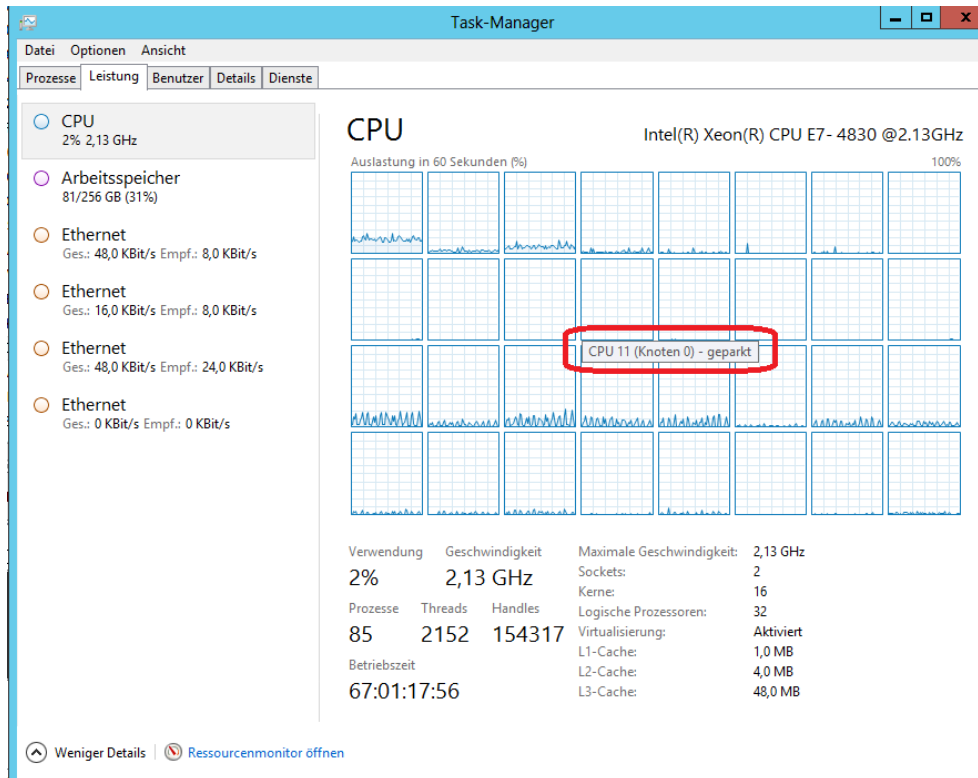 Task-Manager
Datei Optionen Ansicht
Prozesse Leistung Benutzer Details Dienste
CPU
2% 2,13 GHz
Arbeitsspeicher
81/256 GB (31%)
Ethernet
Ges.: 48,0 KBit/s Empf.: 8,0 KBit/s
Ethernet
Ges.: 16,0 KBit/s Empf.: 8,0 KBit/s
Ethernet
Ges.: 48,0 KBit/s Empf.: 24,0 KBit/s
Ethernet
Ges.: 0 KBit/s Empf.: 0 KBit/s
CPU Intel(R) Xeon(R) CPU E7- 4830 @2.13GHz
Auslastung in 60 Sekunden (%) 100%
CPU 11 (Knoten 0) - geparkt
Verwendung Geschwindigkeit
2% 2,13 GHz
Prozesse Threads Handles
85 2152 154317
Betriebszeit
67:01:17:56
Maximale Geschwindigkeit: 2,13 GHz
Sockets: 2
Kerne: 16
Logische Prozessoren: 32
Virtualisierung: Aktiviert
L1-Cache: 1,0 MB
L2-Cache: 4,0 MB
L3-Cache: 48,0 MB
Weniger Details Ressourcenmonitor öffnen